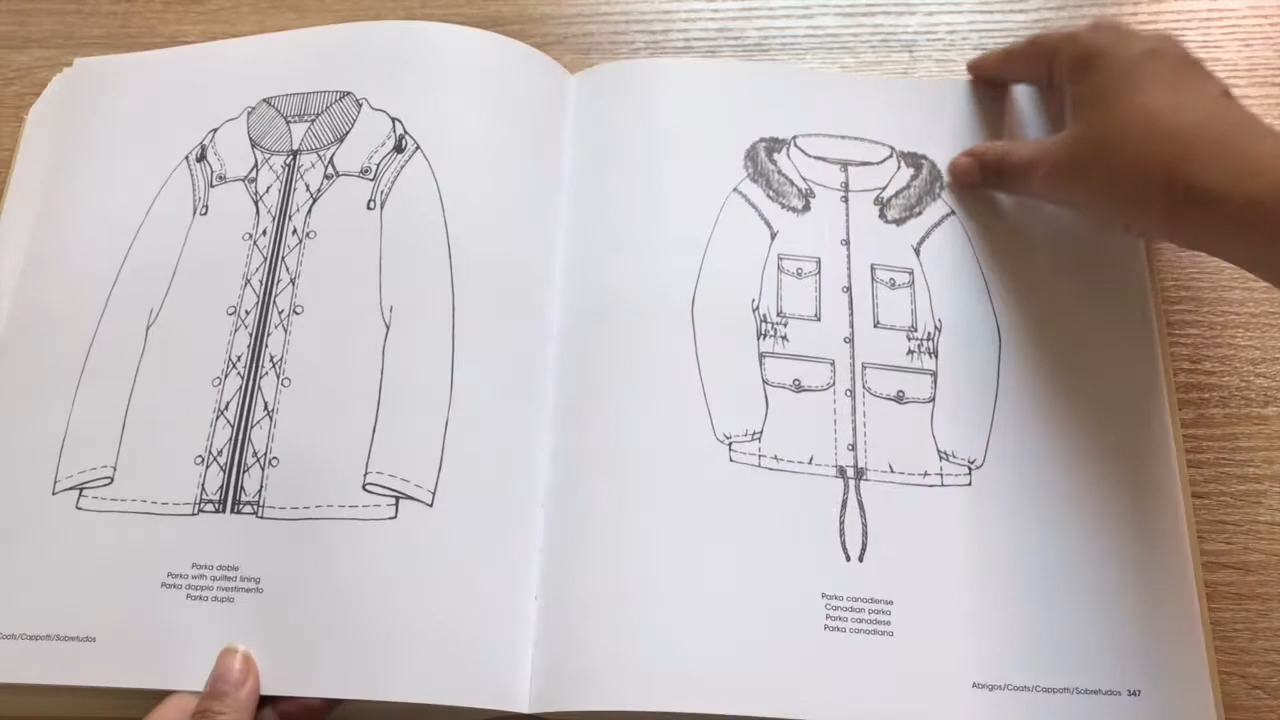 Parka doble
Parka with quilted lining
Parka doppio rivestimento
Parka dupla
Coats/Cappotti/Sobretudos
Parka canadiense
Canadian parka
Parka canadese
Parka canadiana
Abrigos/Coats/Cappotti/Sobretudos 347